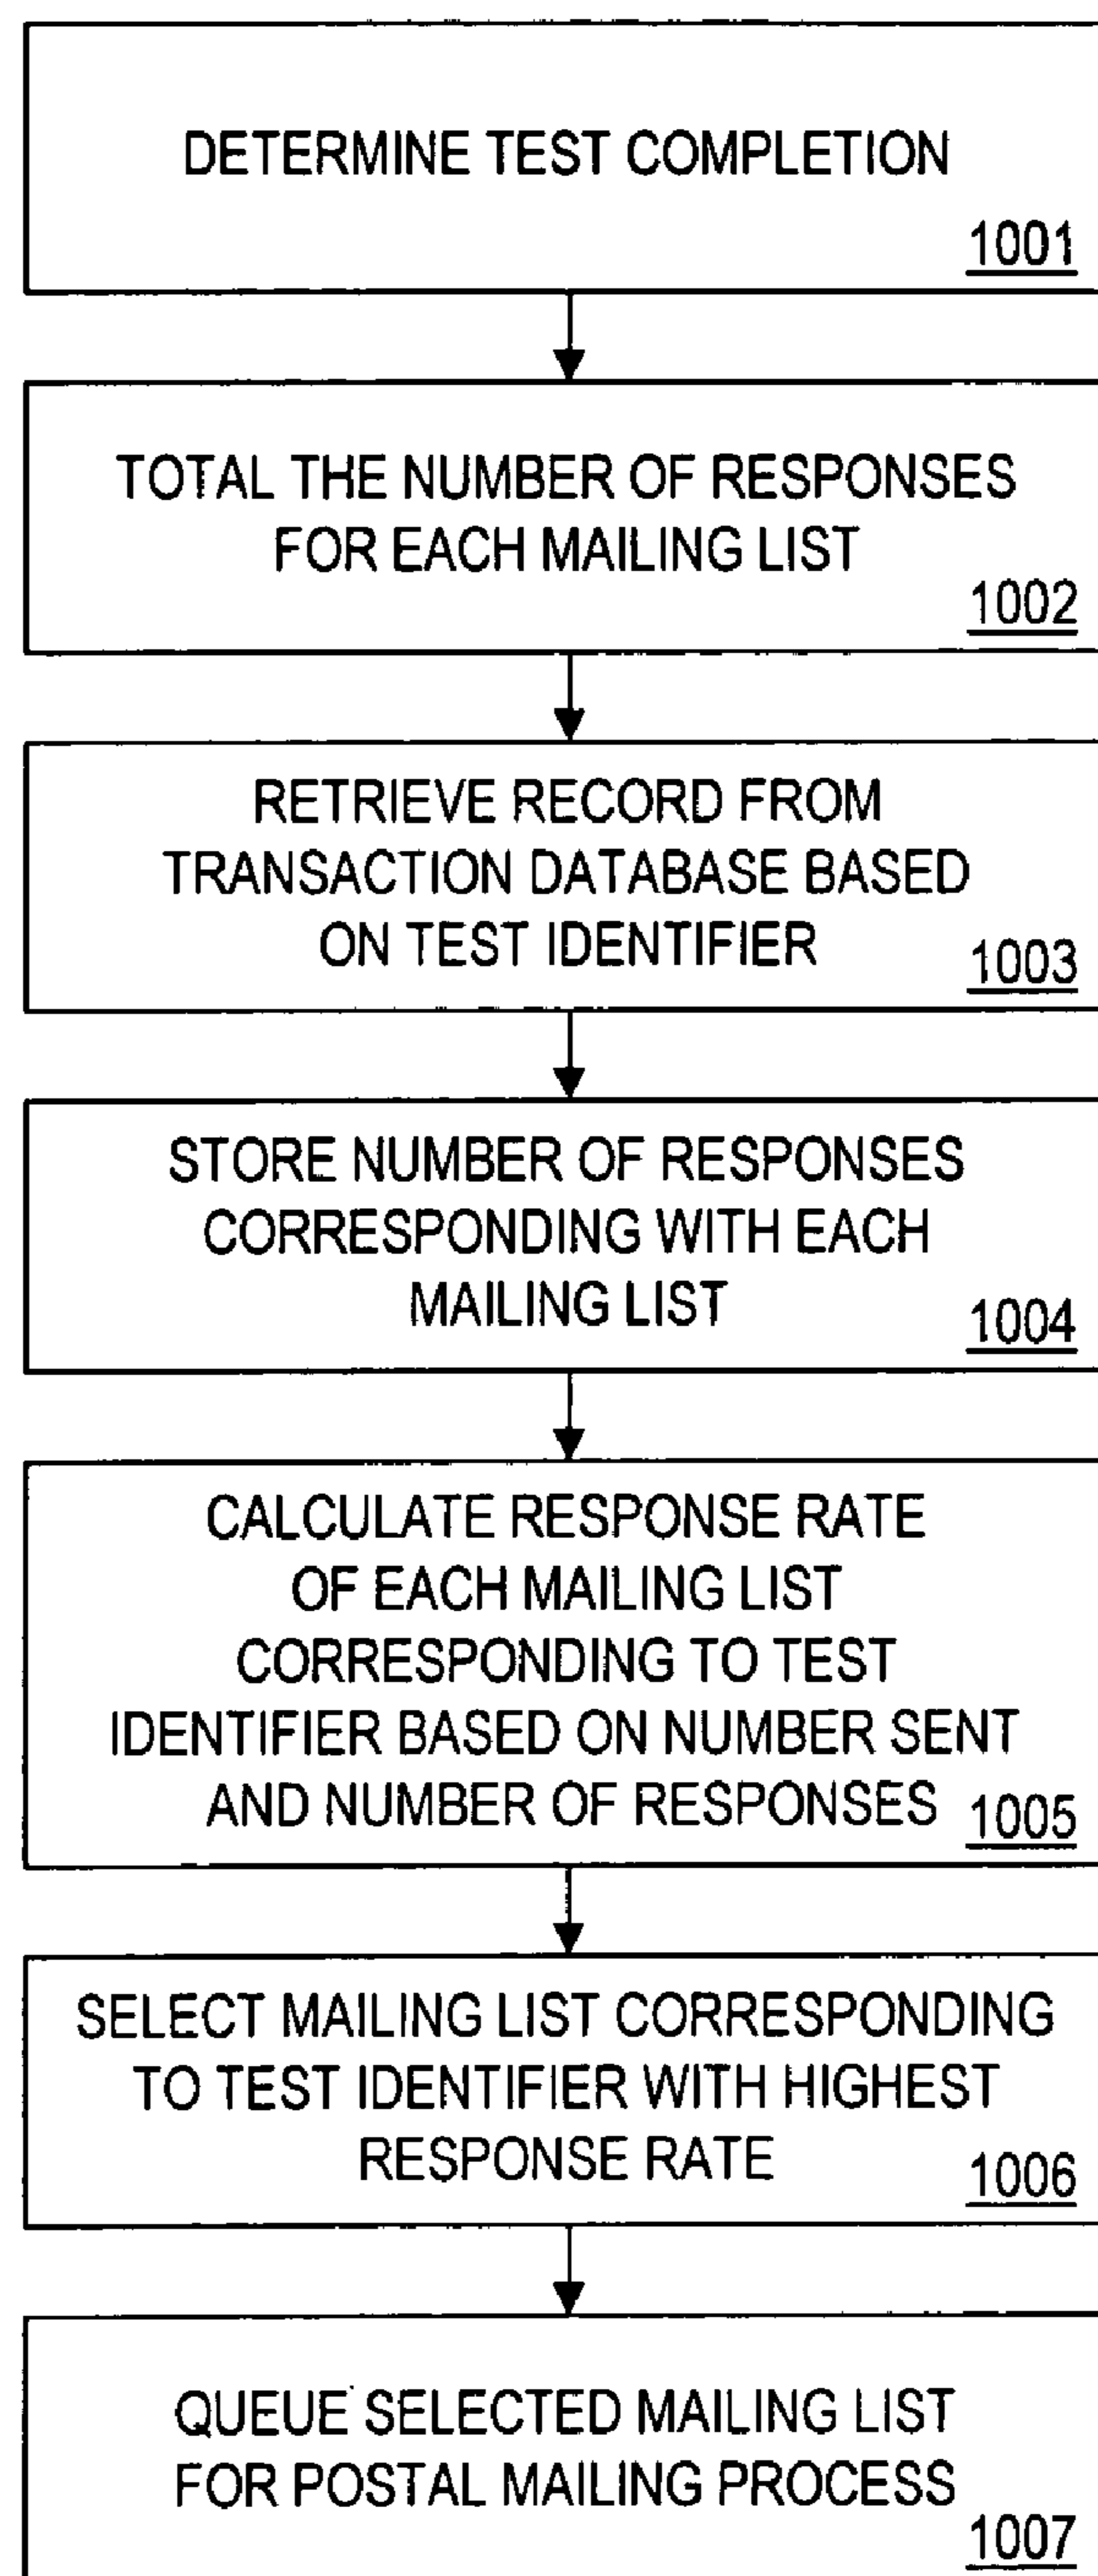 DETERMINE TEST COMPLETION
1001
TOTAL THE NUMBER OF RESPONSES
FOR EACH MAILING LIST
1002
RETRIEVE RECORD FROM
TRANSACTION DATABASE BASED
ON TEST IDENTIFIER
1003
STORE NUMBER OF RESPONSES
CORRESPONDING WITH EACH
MAILING LIST
1004
CALCULATE RESPONSE RATE
OF EACH MAILING LIST
CORRESPONDING TO TEST
IDENTIFIER BASED ON NUMBER SENT
AND NUMBER OF RESPONSES
1005
SELECT MAILING LIST CORRESPONDING
TO TEST IDENTIFIER WITH HIGHEST
RESPONSE RATE
1006
QUEUE SELECTED MAILING LIST
FOR POSTAL MAILING PROCESS
1007